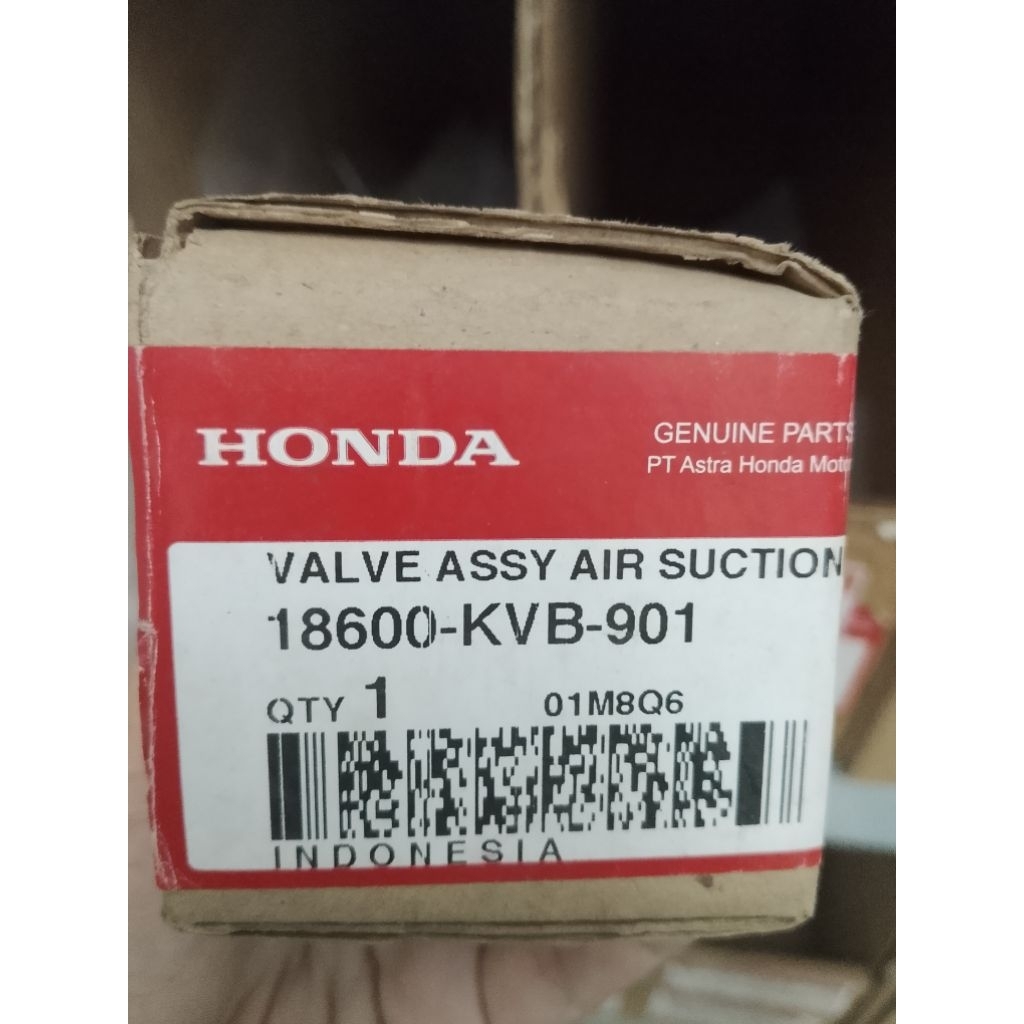 HONDA
GENUINE PARTS
PT Astra Honda Motor
VALVE ASSY AIR SUCTION
18600-KVB-901
QTY 1 01M8Q6
INDONESIA